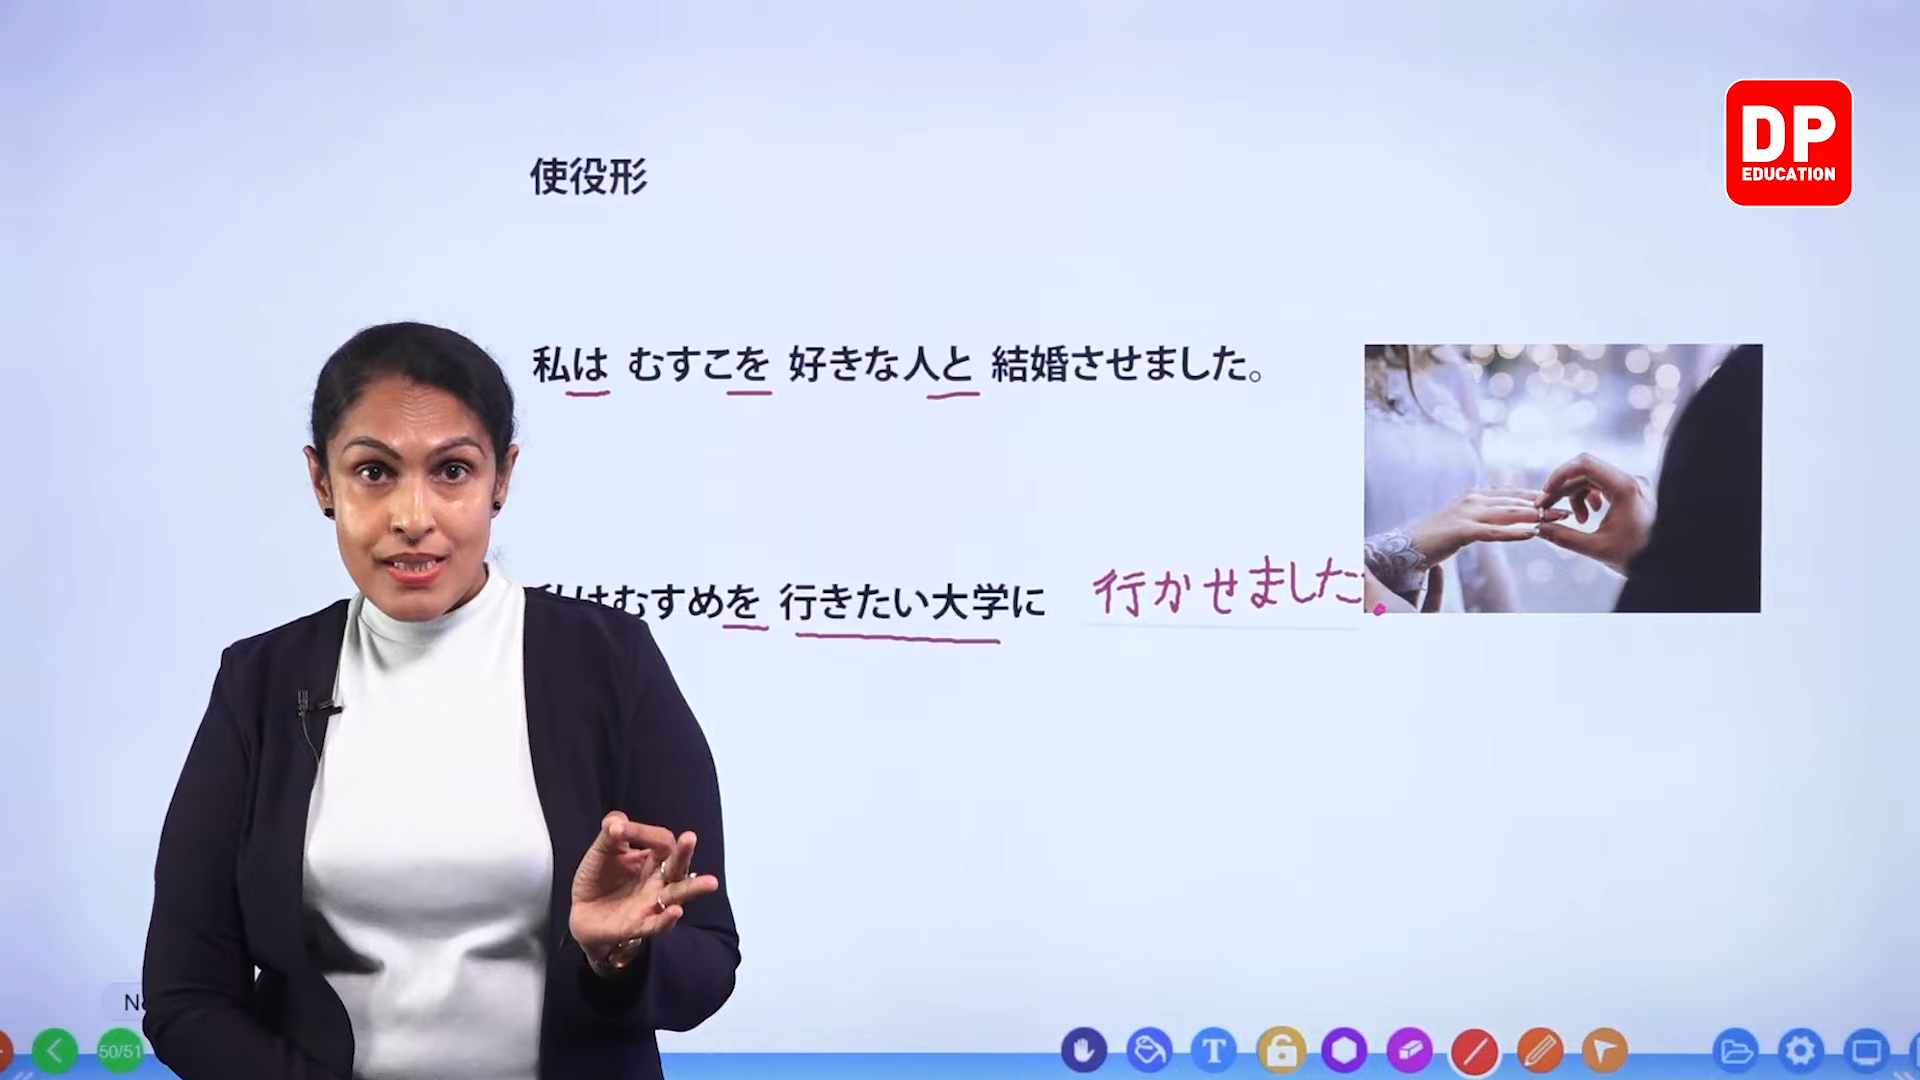 DP
EDUCATION
使役形
私は むすこを 好きな人と 結婚させました。
私はむすめを 行きたい大学に 行かせました。
50/51
T